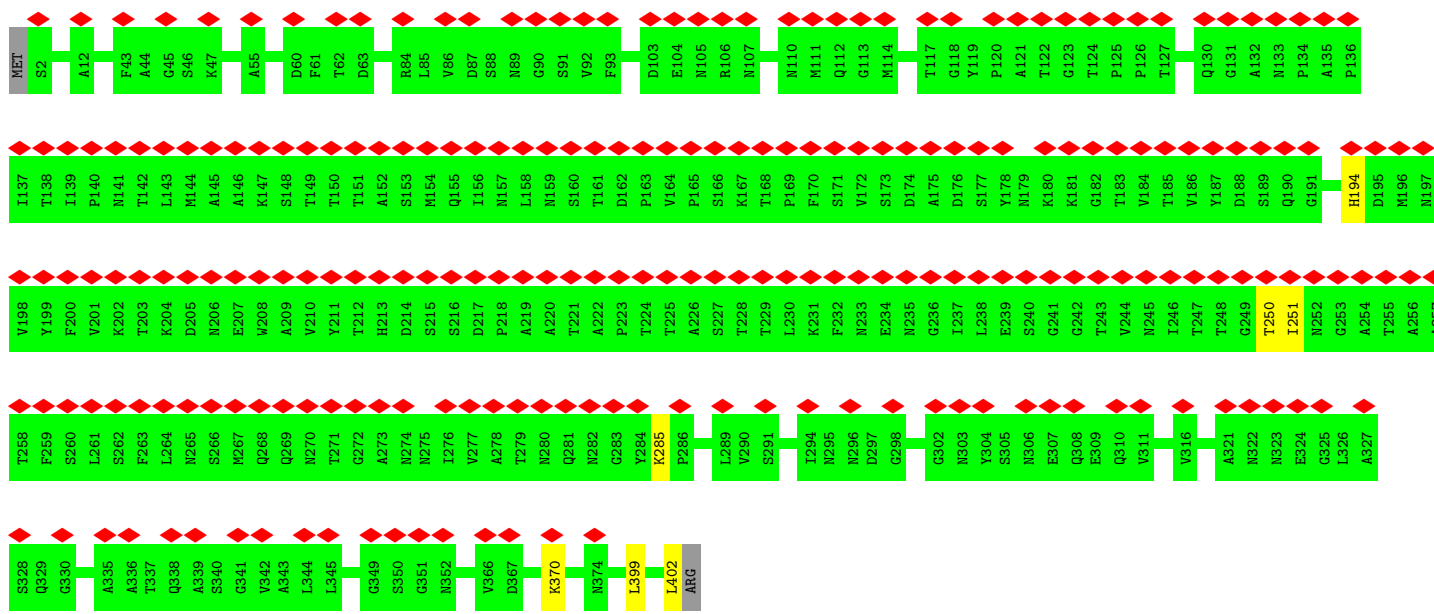 MET S2 A12 F43 A44 G45 S46 K47 A55 D60 F61 T62 D63 R84 L85 V86 D87 S88 N89 G90 S91 V92 F93 D103 E104 N105 R106 N107 N110 M111 Q112 G113 M114 T117 G118 Y119 P120 A121 T122 G123 T124 P125 P126 T127 Q130 G131 A132 N133 P134 A135 P136
I137 T138 I139 P140 N141 T142 L143 M144 A145 A146 K147 S148 T149 T150 T151 A152 S153 M154 Q155 I156 N157 L158 N159 S160 T161 D162 P163 V164 P165 S166 K167 T168 P169 F170 S171 V172 S173 D174 A175 D176 S177 Y178 N179 K180 K181 G182 T183 V184 T185 V186 Y187 D188 S189 Q190 G191 H194 D195 M196 N197
V198 Y199 F200 V201 K202 T203 K204 D205 N206 E207 W208 A209 V210 Y211 T212 H213 D214 S215 S216 D217 P218 A219 A220 T221 A222 P223 T224 T225 A226 S227 T228 T229 L230 K231 F232 N233 E234 N235 G236 I237 L238 E239 S240 G241 G242 T243 V244 N245 I246 T247 T248 G249 T250 I251 N252 G253 A254 T255 A256
T258 F259 S260 L261 S262 F263 L264 N265 S266 M267 Q268 Q269 N270 T271 G272 A273 N274 N275 I276 V277 A278 T279 N280 Q281 N282 G283 Y284 K285 P286 L289 V290 S291 I294 N295 N296 D297 G298 G302 N303 Y304 S305 N306 E307 Q308 E309 Q310 V311 V316 A321 N322 N323 E324 G325 L326 A327
S328 Q329 G330 A335 A336 T337 Q338 A339 S340 G341 V342 A343 L344 L345 G349 S350 G351 N352 V366 D367 K370 N374 L399 L402 ARG